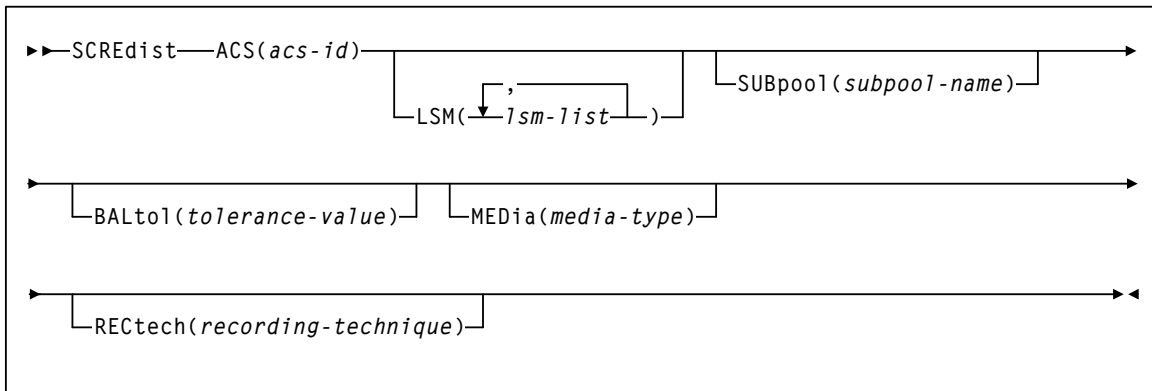 SCREdist ACS(acs-id) SUBpool(subpool-name)
,
LSM( lsm-list )
BALtol(tolerance-value) MEDia(media-type)
RECtech(recording-technique)